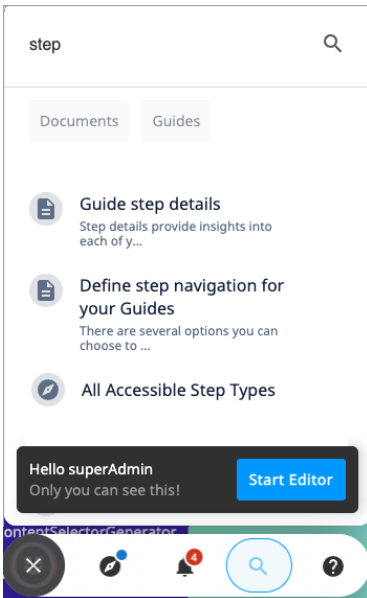 step
Documents
Guides
Guide step details
Step details provide insights into
each of y...
Define step navigation for
your Guides
There are several options you can
choose to ...
All Accessible Step Types
Hello superAdmin
Only you can see this!
Start Editor
ontentSelectorGenerator
4